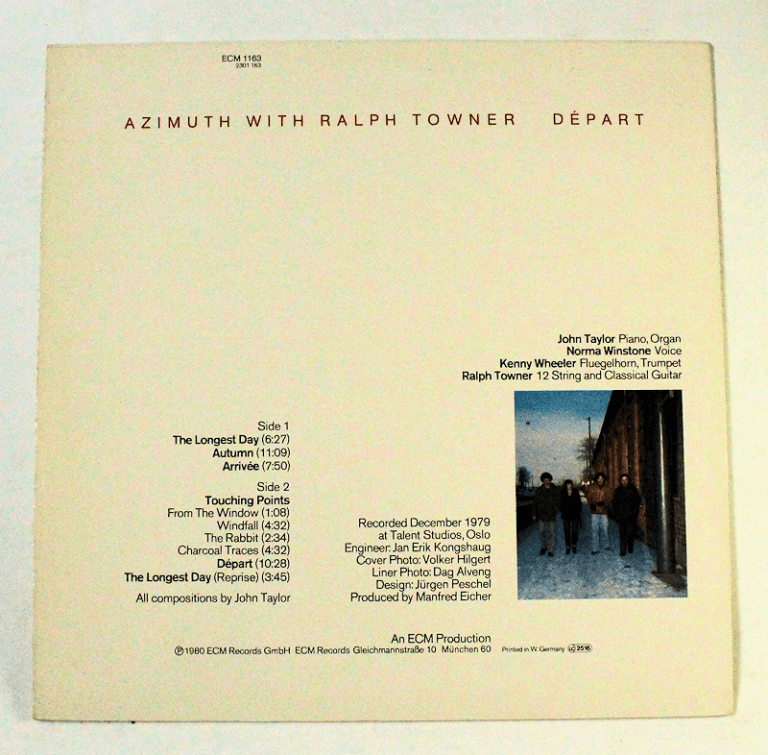 ECM 1163
2301 163
AZIMUTH WITH RALPH TOWNER DÉPART
John Taylor Piano, Organ
Norma Winstone Voice
Kenny Wheeler Fluegelhorn, Trumpet
Ralph Towner 12 String and Classical Guitar
Side 1
The Longest Day (6:27)
Autumn (11:09)
Arrivée (7:50)
Side 2
Touching Points
From The Window (1:08)
Windfall (4:32)
The Rabbit (2:34)
Charcoal Traces (4:32)
Départ (10:28)
The Longest Day (Reprise) (3:45)
All compositions by John Taylor
Recorded December 1979
at Talent Studios, Oslo
Engineer: Jan Erik Kongshaug
Cover Photo: Volker Hilgert
Liner Photo: Dag Alveng
Design: Jürgen Peschel
Produced by Manfred Eicher
An ECM Production
℗ 1980 ECM Records GmbH ECM Records Gleichmannstraße 10 München 60 Printed in W. Germany LC 2516